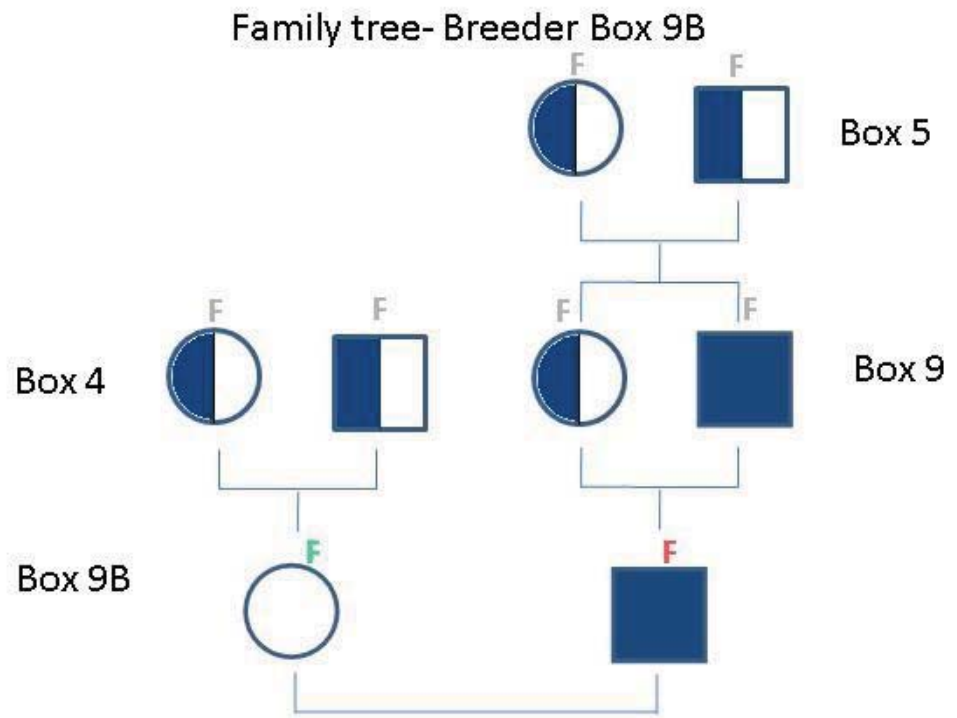 Family tree- Breeder Box 9B
F F
Box 5
F F F F
Box 4
Box 9
F F
Box 9B